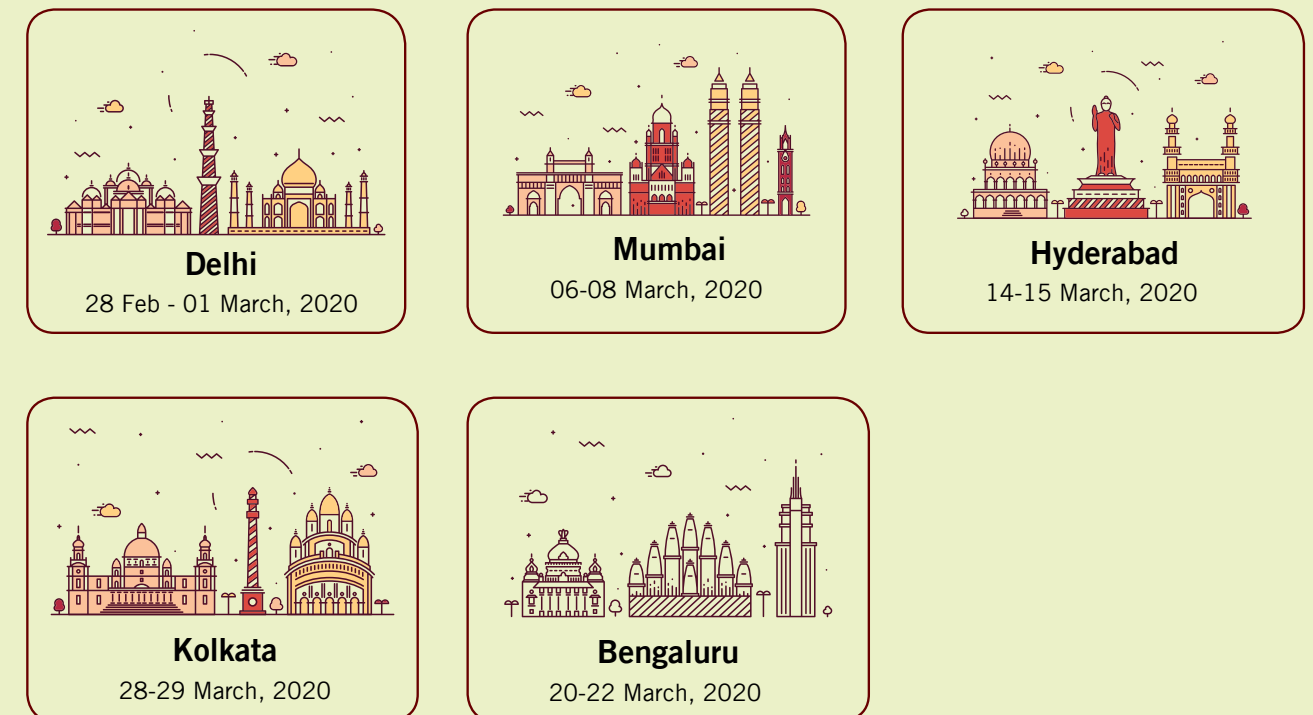 Delhi
28 Feb - 01 March, 2020
Mumbai
06-08 March, 2020
Hyderabad
14-15 March, 2020
Kolkata
28-29 March, 2020
Bengaluru
20-22 March, 2020